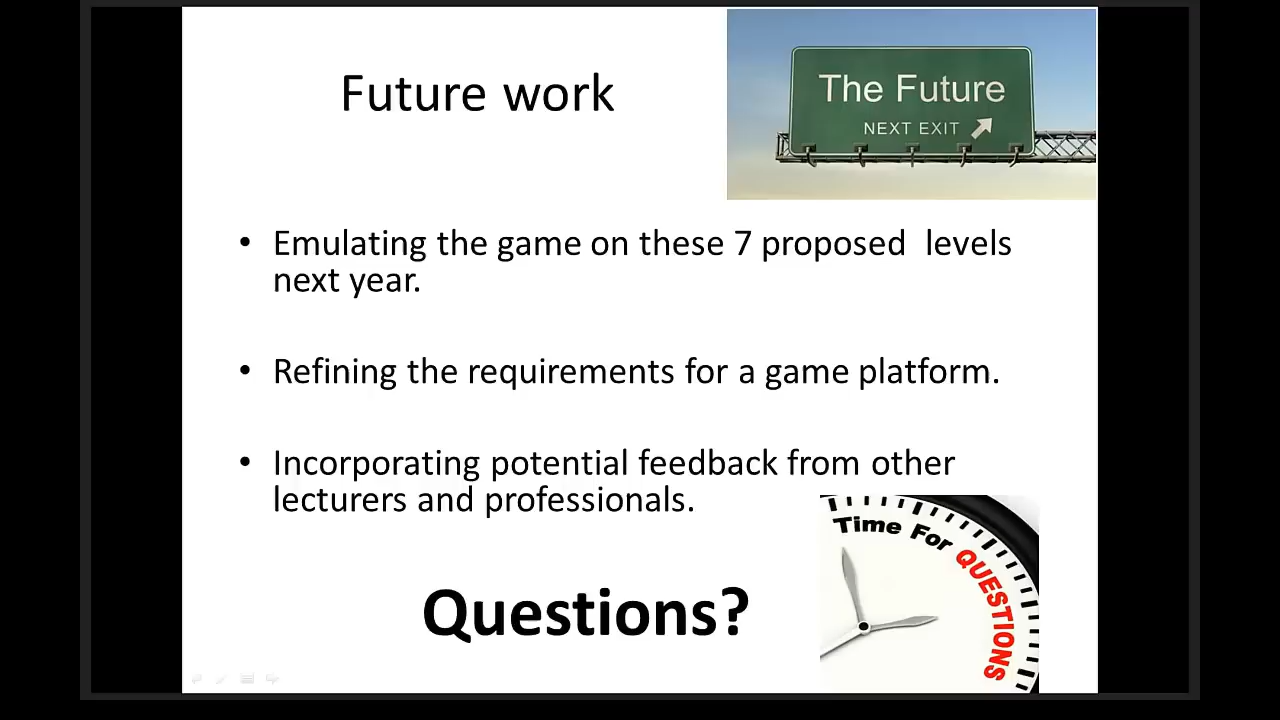 Future work
The Future
NEXT EXIT
• Emulating the game on these 7 proposed  levels
next year.
• Refining the requirements for a game platform.
• Incorporating potential feedback from other
lecturers and professionals.
Time For QUESTIONS
Questions?